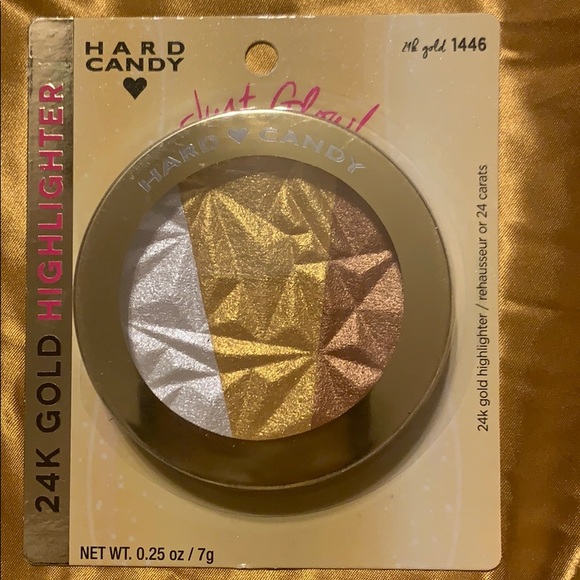 HARD
CANDY
24k gold 1446
Just Glow!
HARD CANDY
24K GOLD HIGHLIGHTER
24k gold highlighter / rehausseur or 24 carats
NET WT. 0.25 oz / 7g